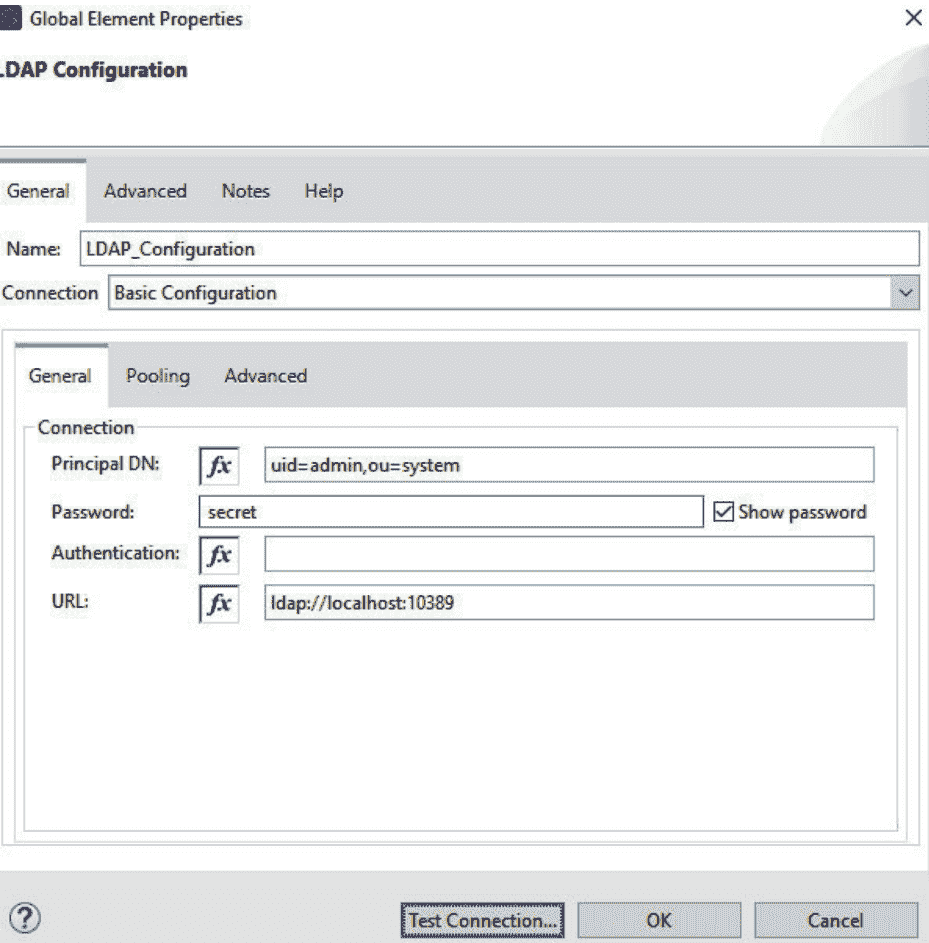 Global Element Properties
LDAP Configuration
General Advanced Notes Help
Name: LDAP_Configuration
Connection Basic Configuration
General Pooling Advanced
Connection
Principal DN: fx uid=admin,ou=system
Password: secret Show password
Authentication: fx
URL: fx ldap://localhost:10389
? Test Connection... OK Cancel